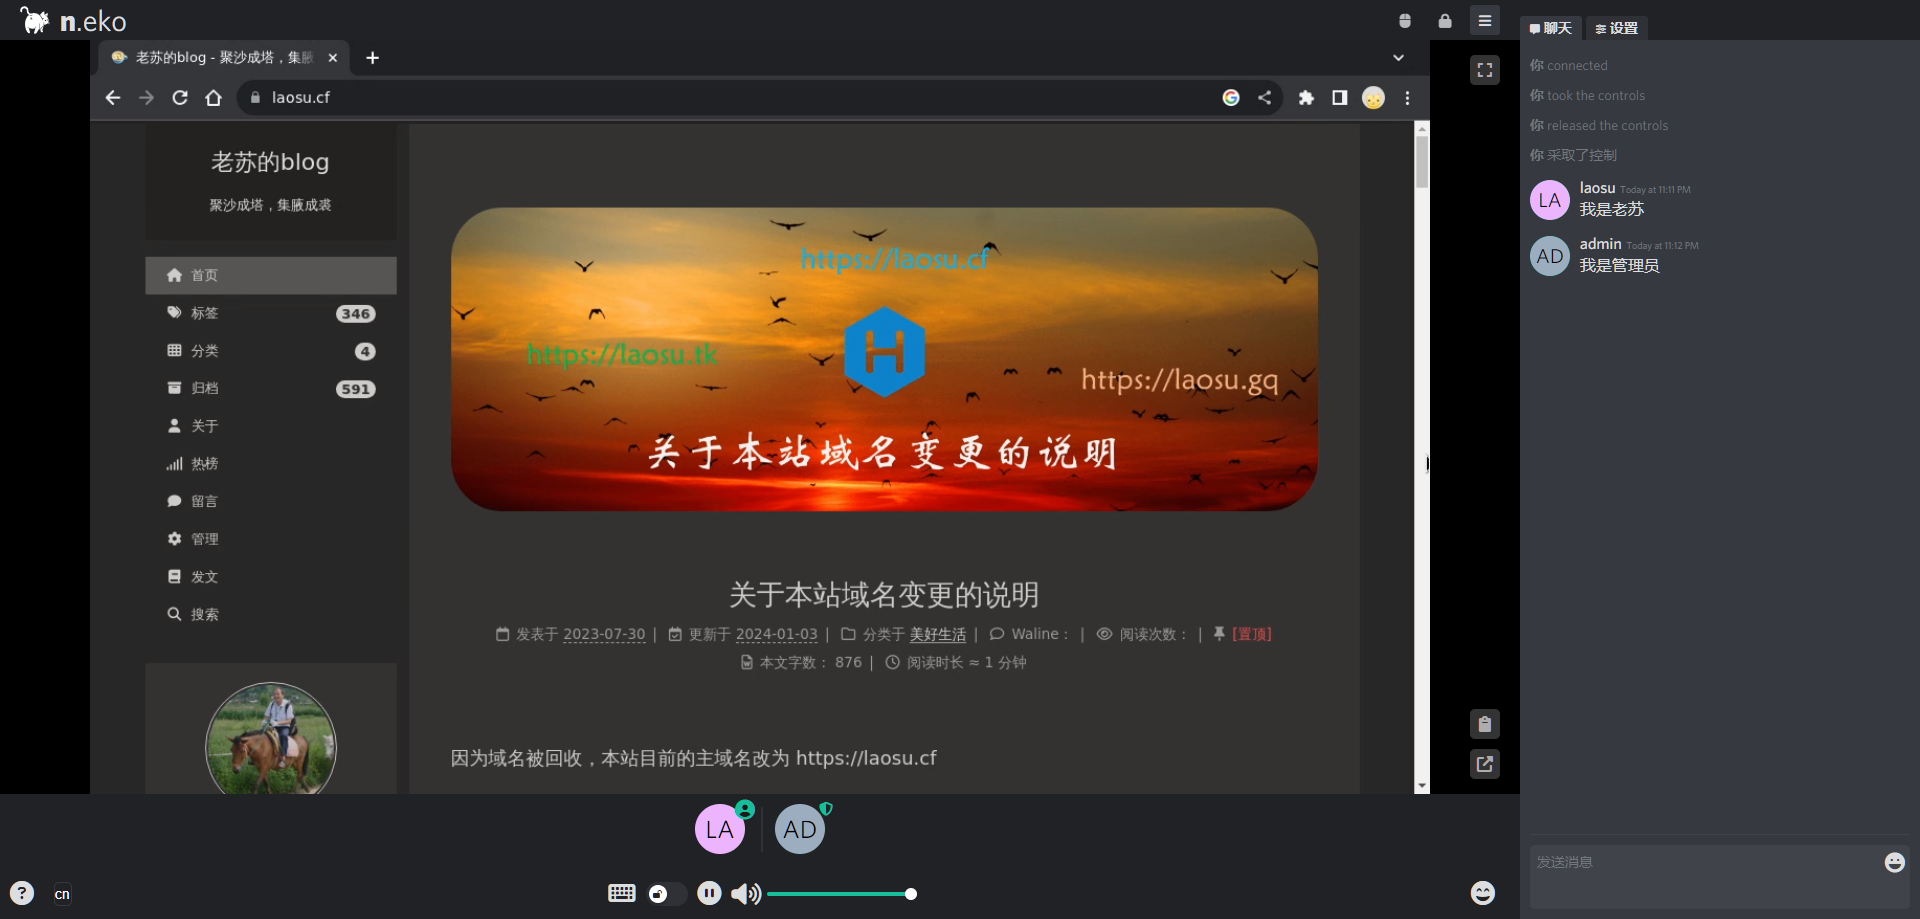 n.eko
老苏的blog - 聚沙成塔，集腋
laosu.cf
老苏的blog
聚沙成塔，集腋成裘
首页
标签 346
分类 4
归档 591
关于
热榜
留言
管理
发文
搜索
https://laosu.cf
https://laosu.tk
https://laosu.gq
关于本站域名变更的说明
关于本站域名变更的说明
发表于 2023-07-30 | 更新于 2024-01-03 | 分类于 美好生活 | Waline： | 阅读次数： | [置顶]
本文字数： 876 | 阅读时长 ≈ 1 分钟
因为域名被回收，本站目前的主域名改为 https://laosu.cf
LA
AD
cn
聊天 设置
你 connected
你 took the controls
你 released the controls
你 采取了控制
LA
laosu Today at 11:11 PM
我是老苏
AD
admin Today at 11:12 PM
我是管理员
发送消息